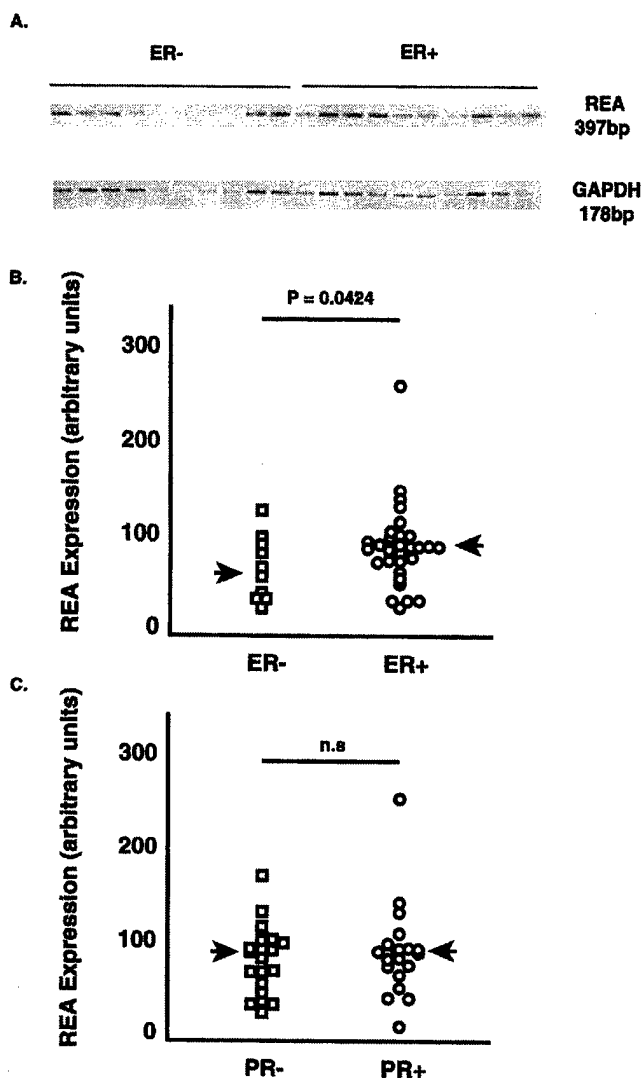 A.
ER- ER+
REA
397bp
GAPDH
178bp
B.
P = 0.0424
REA Expression (arbitrary units)
300
200
100
0
ER- ER+
C.
n.s
REA Expression (arbitrary units)
300
200
100
0
PR- PR+